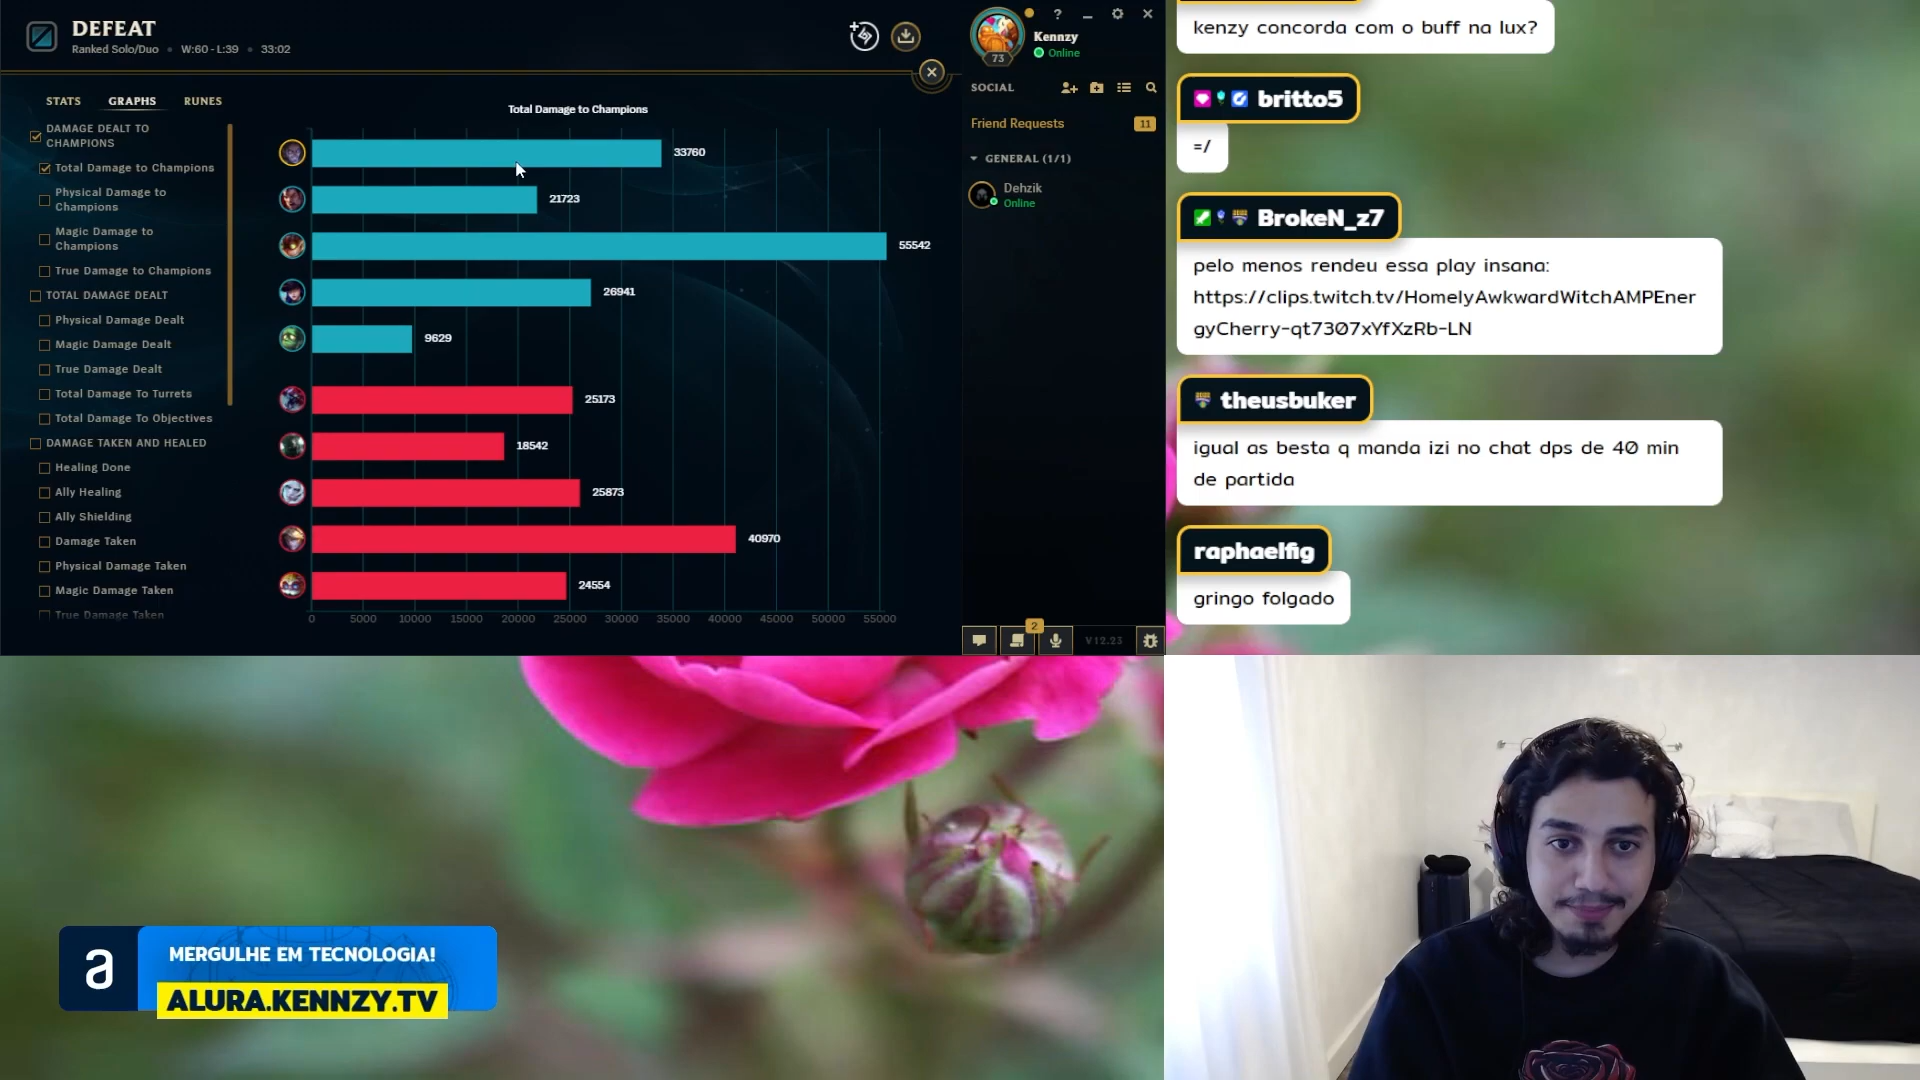 DEFEAT
Ranked Solo/Duo • W:60 - L:39 • 33:02
STATS
GRAPHS
RUNES
DAMAGE DEALT TO
CHAMPIONS
Total Damage to Champions
Physical Damage to
Champions
Magic Damage to
Champions
True Damage to Champions
TOTAL DAMAGE DEALT
Physical Damage Dealt
Magic Damage Dealt
True Damage Dealt
Total Damage To Turrets
Total Damage To Objectives
DAMAGE TAKEN AND HEALED
Healing Done
Ally Healing
Ally Shielding
Damage Taken
Physical Damage Taken
Magic Damage Taken
True Damage Taken
Total Damage to Champions
33760
21723
55542
26941
9629
25173
18542
25873
40970
24554
0 5000 10000 15000 20000 25000 30000 35000 40000 45000 50000 55000
?
73
Kennzy
Online
SOCIAL
Friend Requests
11
GENERAL (1/1)
Dehzik
Online
2
V12.23
kenzy concorda com o buff na lux?
britto5
=/
BrokeN_z7
pelo menos rendeu essa play insana:
https://clips.twitch.tv/HomelyAwkwardWitchAMPEner
gyCherry-qt7307xYfXzRb-LN
theusbuker
igual as besta q manda izi no chat dps de 40 min
de partida
raphaelfig
gringo folgado
a
MERGULHE EM TECNOLOGIA!
ALURA.KENNZY.TV